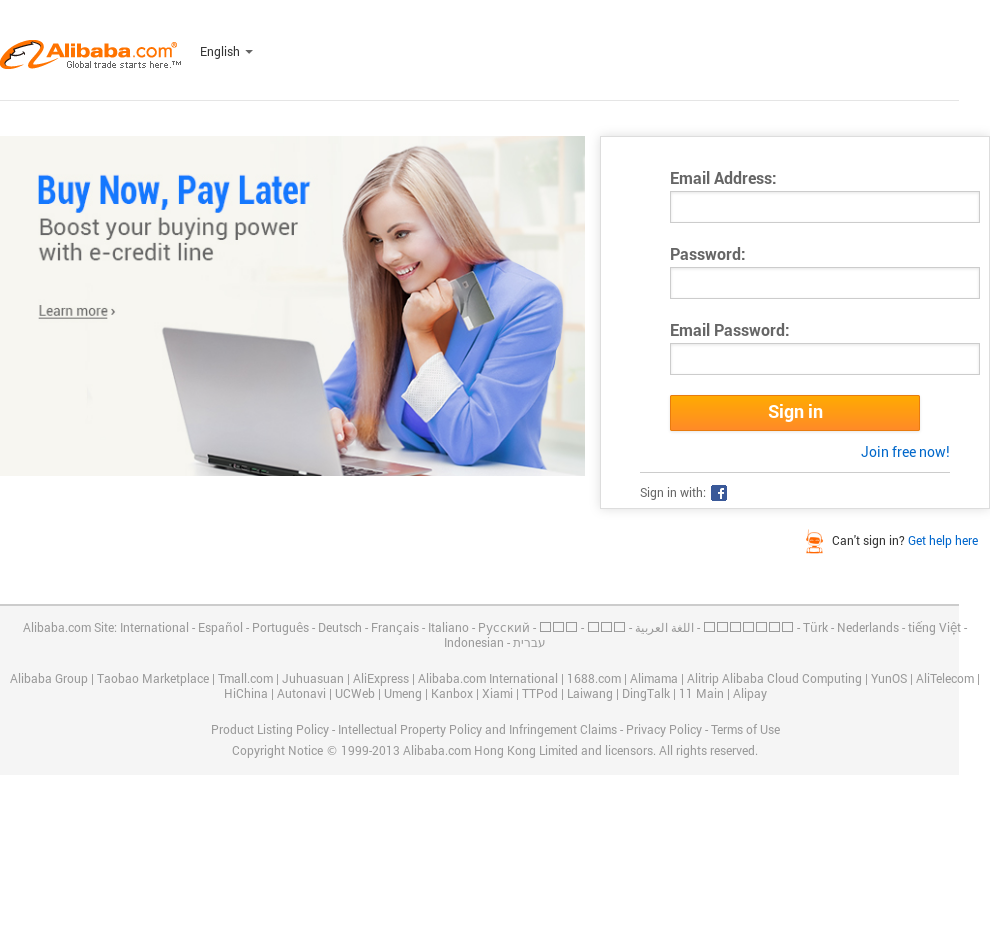 Alibaba.com®
Global trade starts here.™
English
Buy Now, Pay Later
Boost your buying power
with e-credit line
Learn more ›
Email Address:
Password:
Email Password:
Sign in
Join free now!
Sign in with:
Can't sign in? Get help here
Alibaba.com Site: International - Español - Português - Deutsch - Français - Italiano - Русский - □□□ - □□□ - اللغة العربية - □□□□□□□ - Türk - Nederlands - tiếng Việt -
Indonesian - עברית
Alibaba Group | Taobao Marketplace | Tmall.com | Juhuasuan | AliExpress | Alibaba.com International | 1688.com | Alimama | Alitrip Alibaba Cloud Computing | YunOS | AliTelecom |
HiChina | Autonavi | UCWeb | Umeng | Kanbox | Xiami | TTPod | Laiwang | DingTalk | 11 Main | Alipay
Product Listing Policy - Intellectual Property Policy and Infringement Claims - Privacy Policy - Terms of Use
Copyright Notice © 1999-2013 Alibaba.com Hong Kong Limited and licensors. All rights reserved.